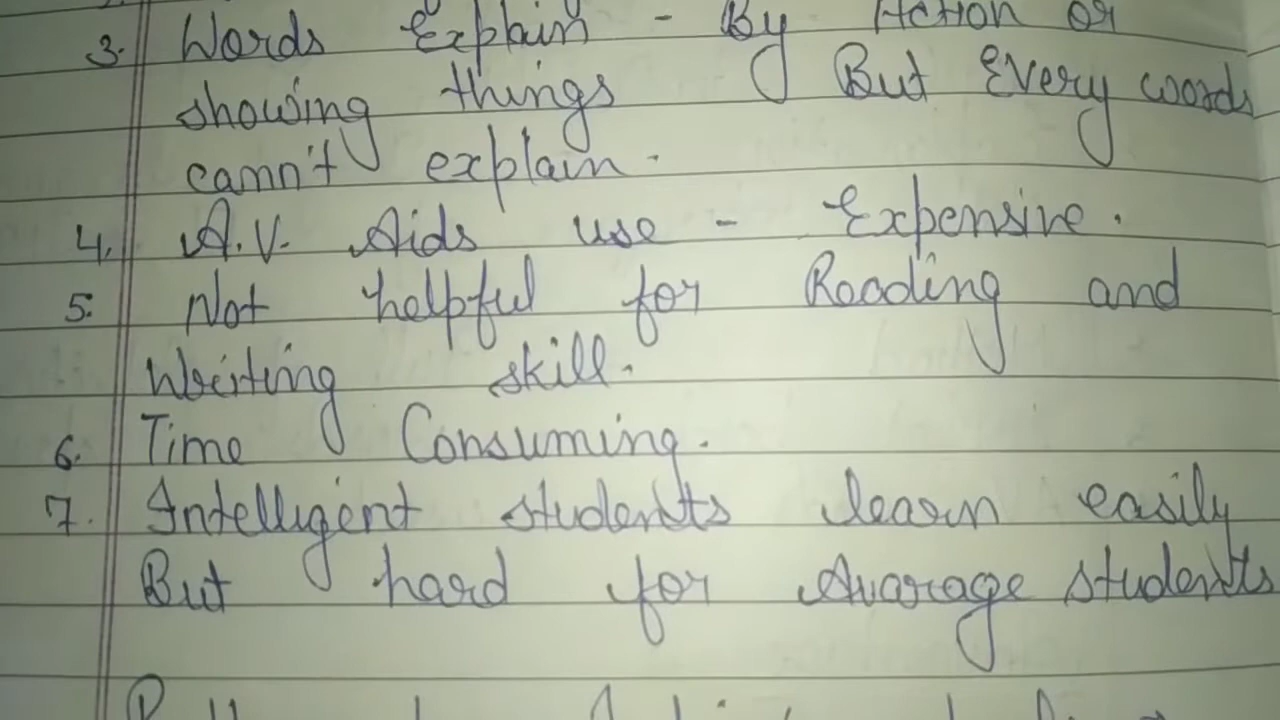 3. Words Explain - By Action or
showing things But Every words
camn't explain.
4. A.V. Aids use - Expensive.
5. Not helpful for Reading and
Writing skill.
6. Time Consuming.
7. Intelligent students learn easily
But hard for Avarage students